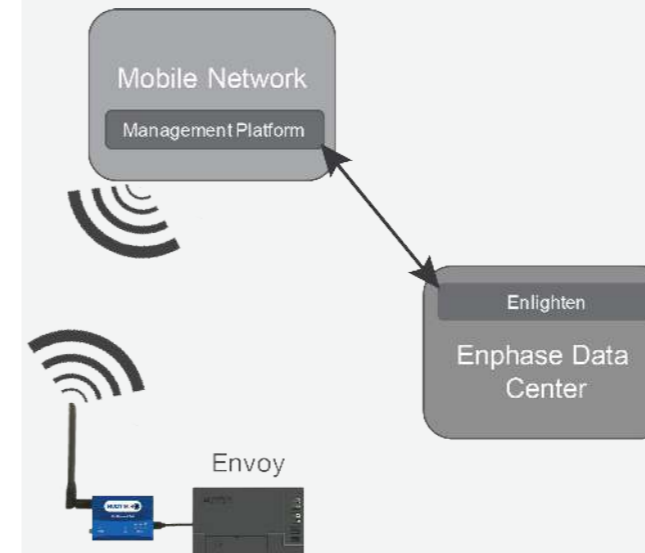 Mobile Network
Management Platform
Enlighten
Enphase Data
Center
Envoy